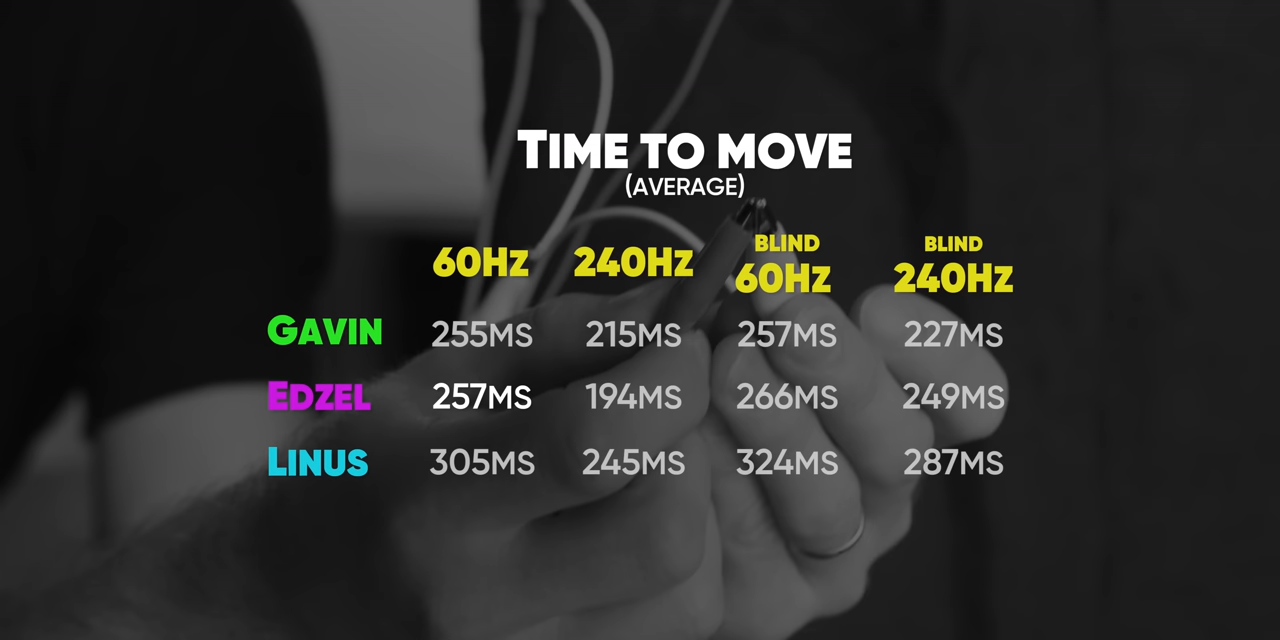 TIME TO MOVE
(AVERAGE)
60Hz 240Hz BLIND 60Hz BLIND 240Hz
GAVIN 255MS 215MS 257MS 227MS
EDZEL 257MS 194MS 266MS 249MS
LINUS 305MS 245MS 324MS 287MS